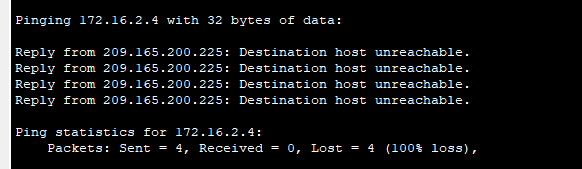 Pinging 172.16.2.4 with 32 bytes of data:
Reply from 209.165.200.225: Destination host unreachable.
Reply from 209.165.200.225: Destination host unreachable.
Reply from 209.165.200.225: Destination host unreachable.
Reply from 209.165.200.225: Destination host unreachable.
Ping statistics for 172.16.2.4:
Packets: Sent = 4, Received = 0, Lost = 4 (100% loss),